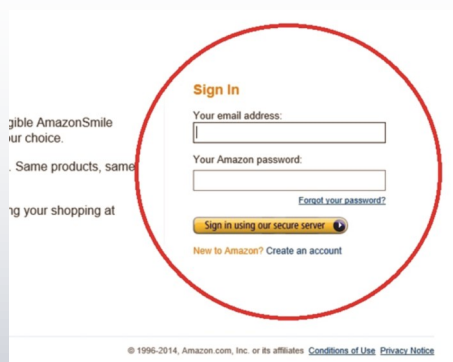 Sign In
Your email address:
gible AmazonSmile
ur choice.
Your Amazon password:
. Same products, same
Forgot your password?
ng your shopping at
Sign in using our secure server
New to Amazon? Create an account
© 1996-2014, Amazon.com, Inc. or its affiliates Conditions of Use Privacy Notice